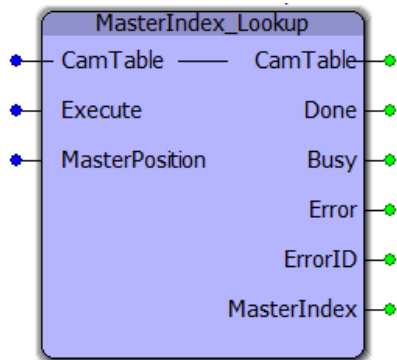 MasterIndex_Lookup
CamTable CamTable
Execute Done
MasterPosition Busy
Error
ErrorID
MasterIndex